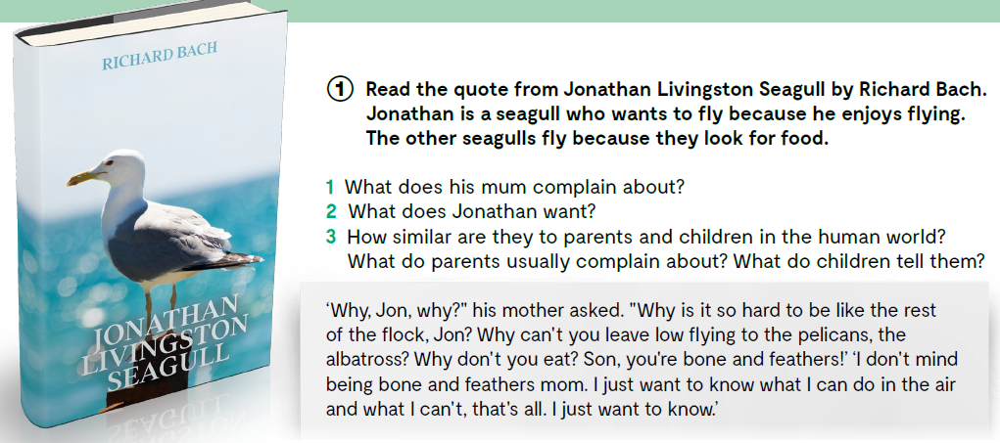 RICHARD BACH
JONATHAN
LIVINGSTON
SEAGULL
1 Read the quote from Jonathan Livingston Seagull by Richard Bach.
Jonathan is a seagull who wants to fly because he enjoys flying.
The other seagulls fly because they look for food.
1 What does his mum complain about?
2 What does Jonathan want?
3 How similar are they to parents and children in the human world?
What do parents usually complain about? What do children tell them?
‘Why, Jon, why?" his mother asked. "Why is it so hard to be like the rest
of the flock, Jon? Why can't you leave low flying to the pelicans, the
albatross? Why don't you eat? Son, you're bone and feathers!’ ‘I don't mind
being bone and feathers mom. I just want to know what I can do in the air
and what I can't, that's all. I just want to know.’